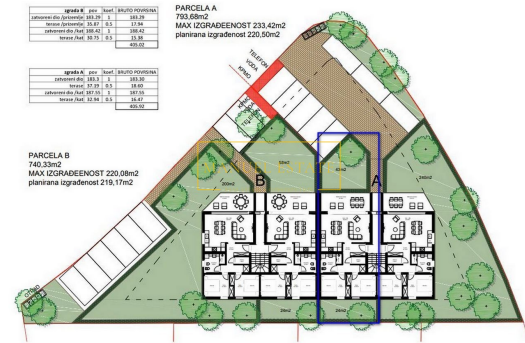 zgrada B pov koef. BRUTO POVRSINA
zatvoreni dio /prizemlje 183.29 1 183.29
terase /prizemlje 35.87 0.5 17.94
zatvoreni dio /kat 188.42 1 188.42
terase /kat 30.75 0.5 15.38
405.02
zgrada A pov koef. BRUTO POVRSINA
zatvoreni dio 183.3 1 183.30
terase 37.19 0.5 18.60
zatvoreni dio /kat 187.55 1 187.55
terase /kat 32.94 0.5 16.47
405.92
PARCELA A
793,68m2
MAX IZGRAĐEENOST 233,42m2
planirana izgrađenost 220,50m2
TELEFON
VODA
KPMO
PARCELA B
740,33m2
MAX IZGRAĐENOST 220,08m2
planirana izgrađenost 219,17m2
B
A